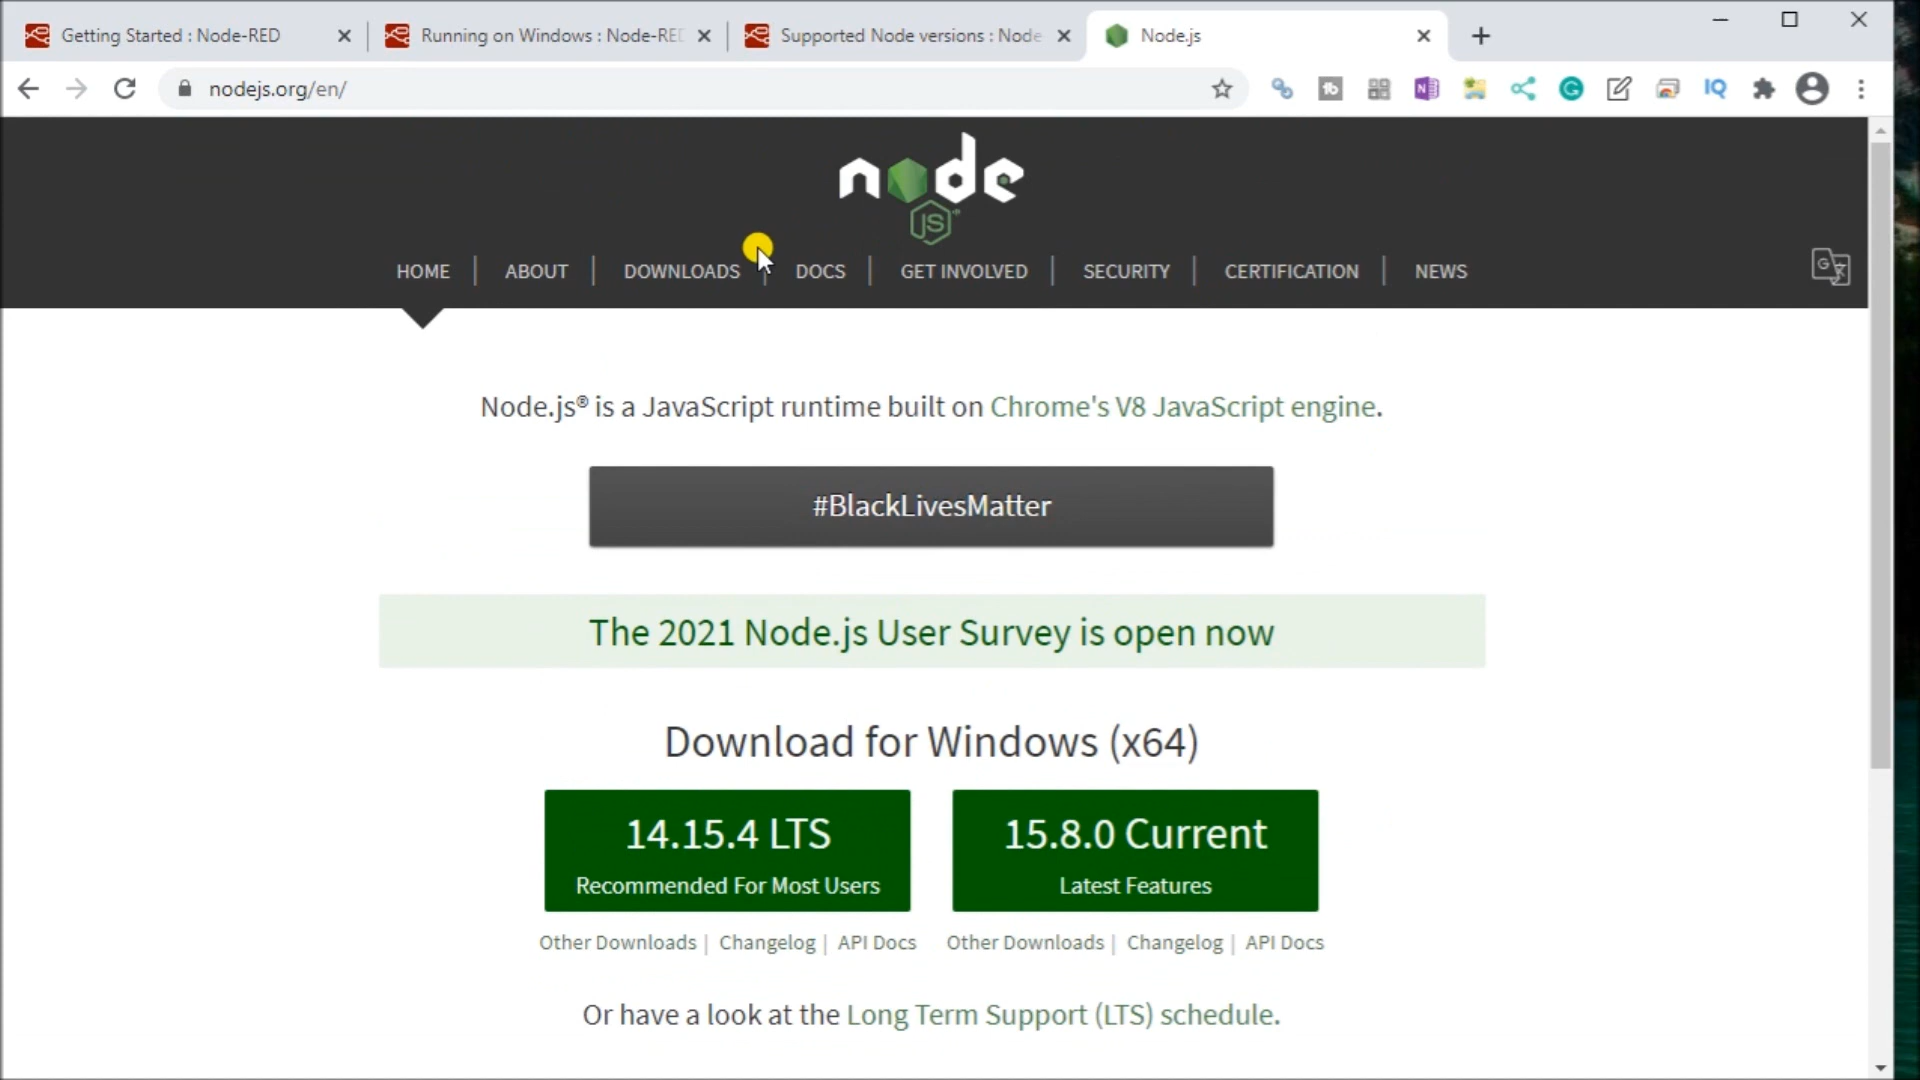 Getting Started : Node-RED
Running on Windows : Node-RED
Supported Node versions : Node
Node.js
nodejs.org/en/
node
JS
HOME | ABOUT | DOWNLOADS | DOCS | GET INVOLVED | SECURITY | CERTIFICATION | NEWS
Node.js® is a JavaScript runtime built on Chrome's V8 JavaScript engine.
#BlackLivesMatter
The 2021 Node.js User Survey is open now
Download for Windows (x64)
14.15.4 LTS
Recommended For Most Users
15.8.0 Current
Latest Features
Other Downloads | Changelog | API Docs
Other Downloads | Changelog | API Docs
Or have a look at the Long Term Support (LTS) schedule.